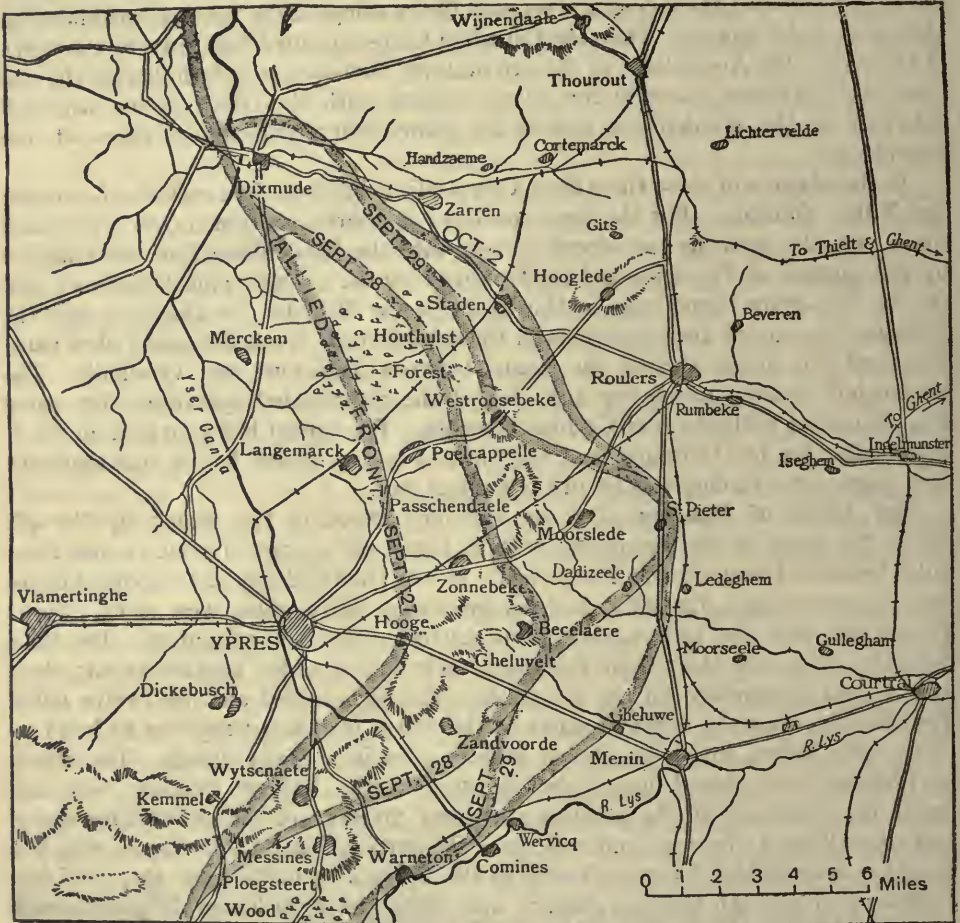 Wijnendaale
Thourout
Lichtervelde
Handzaeme
Cortemarck
Dixmude
Zarren
Gits
SEPT. 29
OCT. 2
ALLIED FRONT, SEPT. 27
SEPT. 28
To Thielt & Ghent
Hooglede
Staden
Beveren
Merckem
Houthulst
Forest
Yser Canal
Roulers
Westroosebeke
Rumbeke
To Ghent
Langemarck
Poelcappelle
Iseghem
Ingelmunster
Passchendaele
St. Pieter
Moorslede
Zonnebeke
Dadizeele
Ledeghem
Vlamertinghe
YPRES
Hooge
Becelaere
Gheluvelt
Moorseele
Gulleghem
Courtrai
Dickebusch
Gheluwe
Zandvoorde
Menin
R. Lys
Wytschaete
SEPT. 28
SEPT. 29
Kemmel
R. Lys
Wervicq
Messines
Warneton
Comines
Ploegsteert
Wood
0 1 2 3 4 5 6 Miles